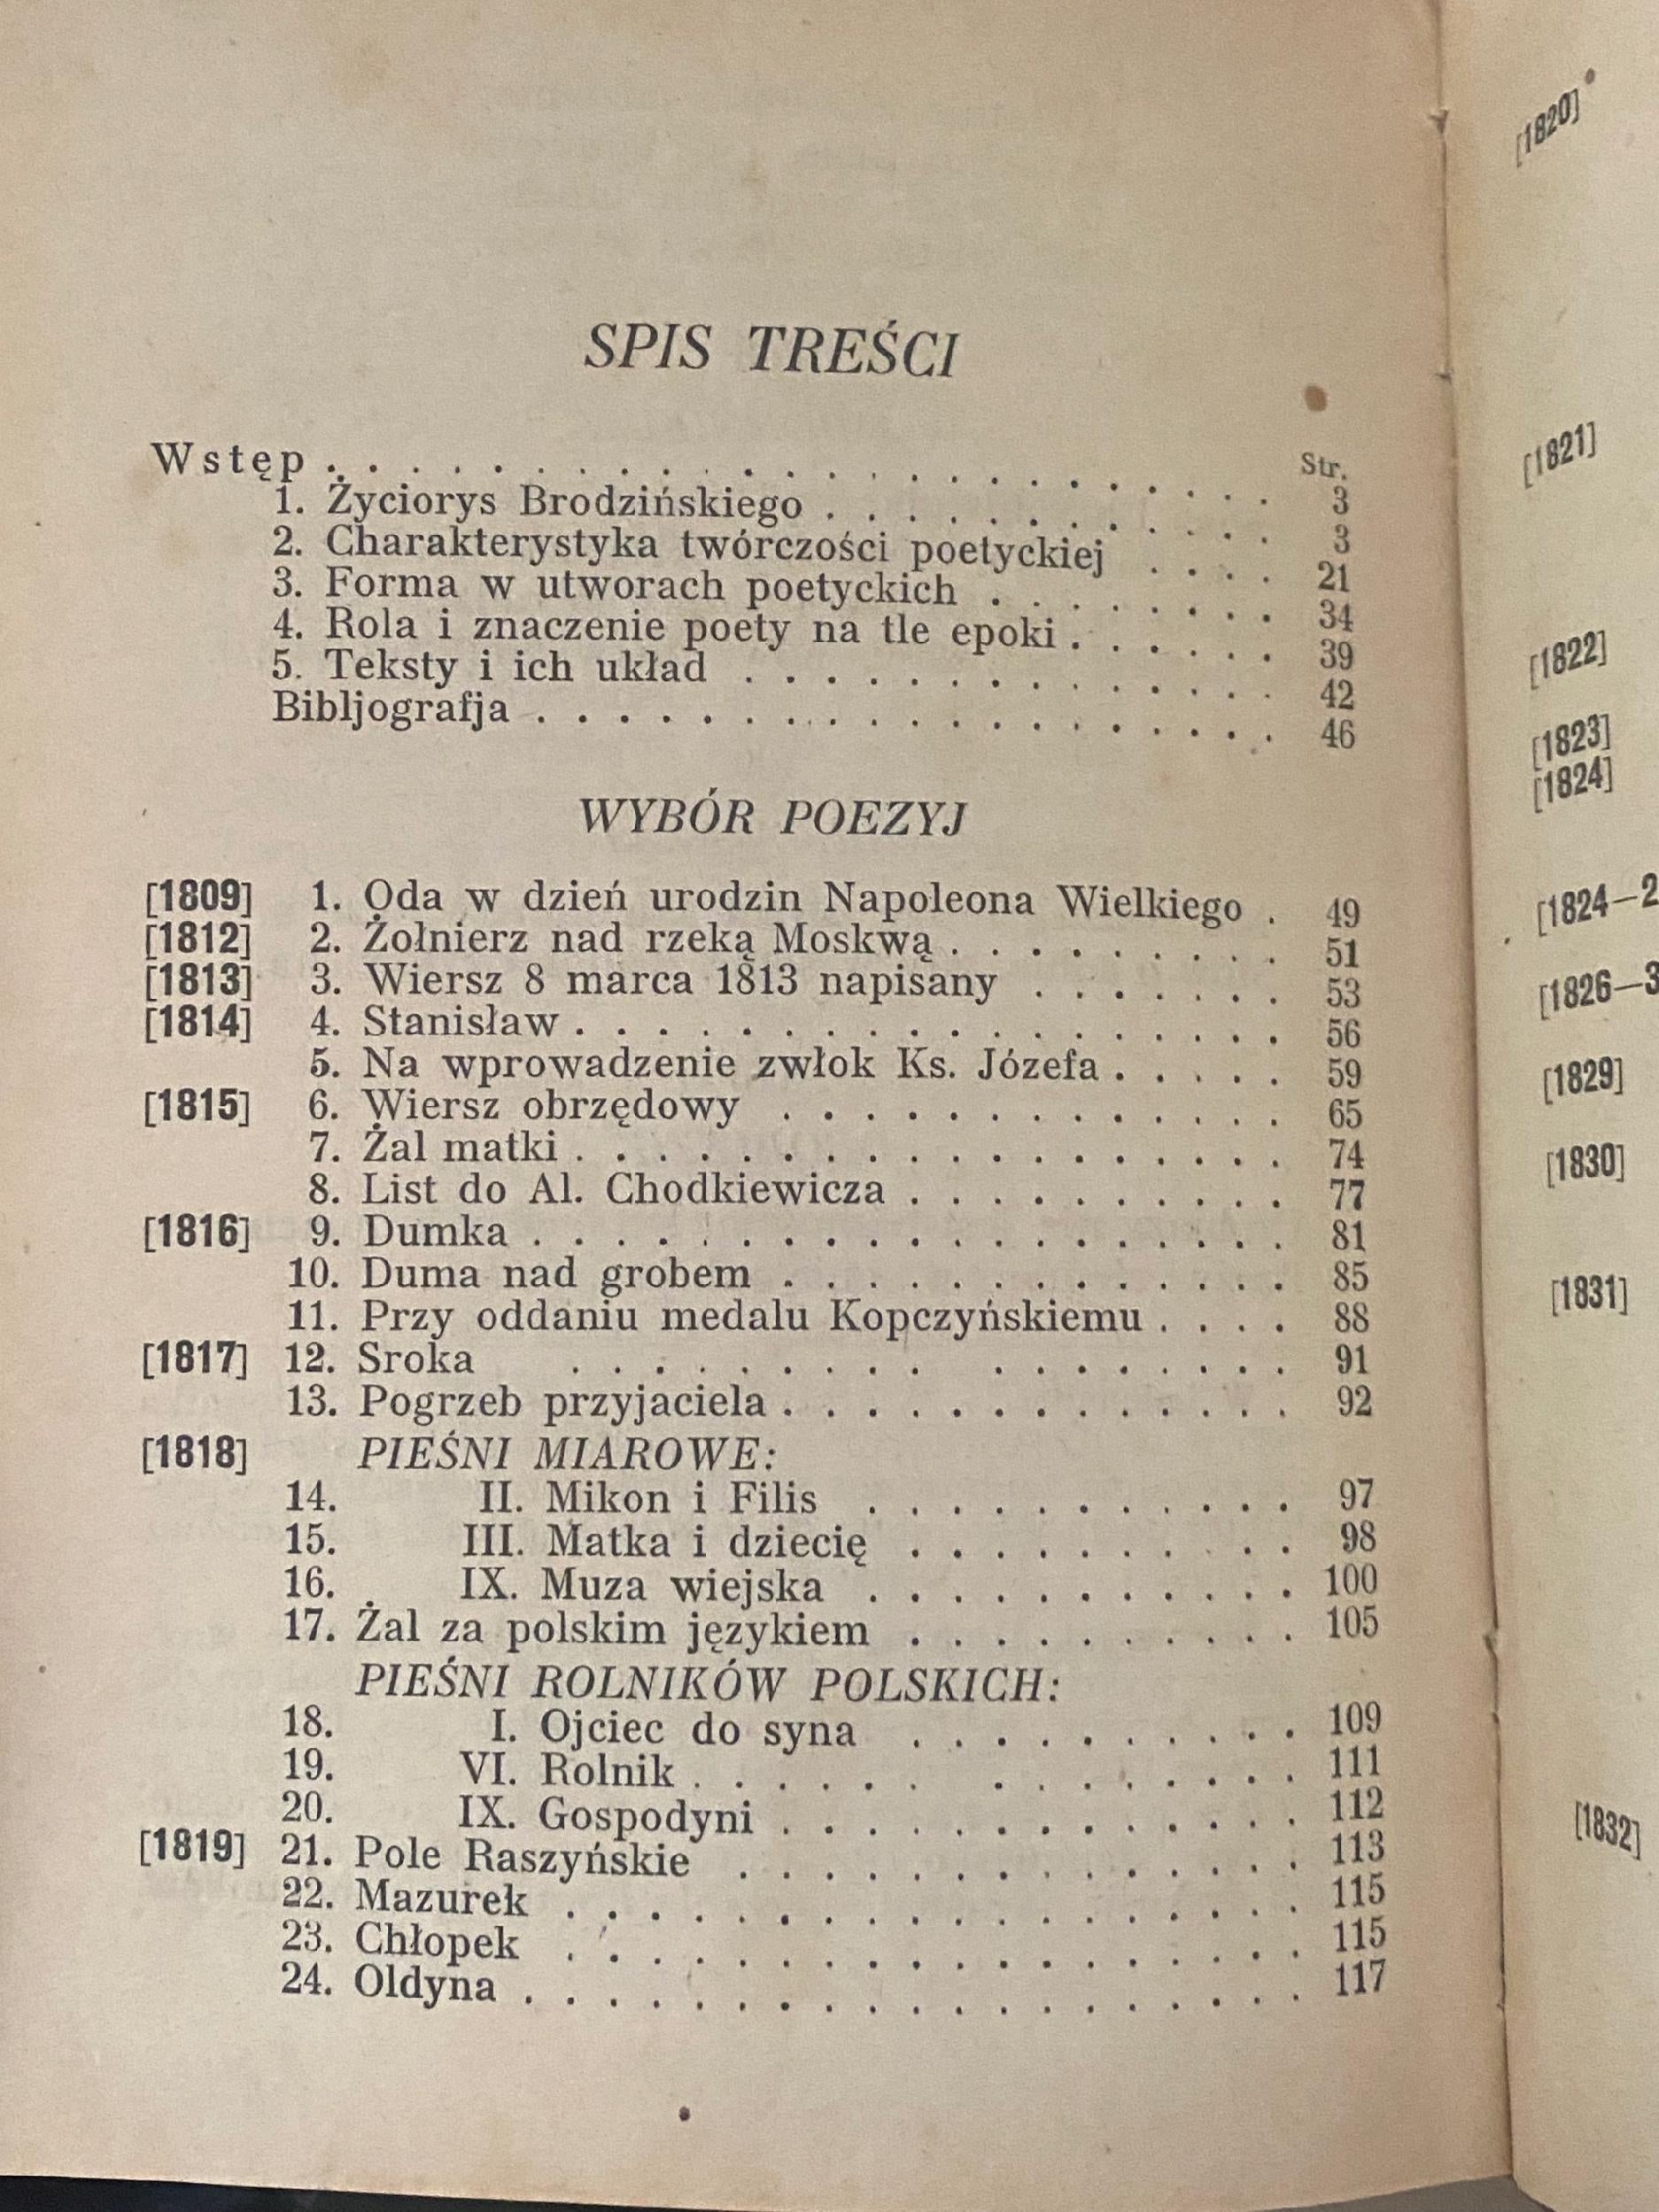 SPIS TREŚCI
Str.
Wstęp . . . . . . . . . . . . . . . . . . . . . . . 3
1. Życiorys Brodzińskiego . . . . . . . . . . . . 3
2. Charakterystyka twórczości poetyckiej . . . . 21
3. Forma w utworach poetyckich . . . . . . . . 34
4. Rola i znaczenie poety na tle epoki . . . . . . 39
5. Teksty i ich układ . . . . . . . . . . . . . . 42
Bibljografja . . . . . . . . . . . . . . . . . . . 46
WYBÓR POEZYJ
[1809] 1. Oda w dzień urodzin Napoleona Wielkiego . 49
[1812] 2. Żołnierz nad rzeką Moskwą . . . . . . . . . 51
[1813] 3. Wiersz 8 marca 1813 napisany . . . . . . . 53
[1814] 4. Stanisław . . . . . . . . . . . . . . . . . . 56
5. Na wprowadzenie zwłok Ks. Józefa . . . . . 59
[1815] 6. Wiersz obrzędowy . . . . . . . . . . . . . 65
7. Żal matki . . . . . . . . . . . . . . . . . . 74
8. List do Al. Chodkiewicza . . . . . . . . . . 77
[1816] 9. Dumka . . . . . . . . . . . . . . . . . . . 81
10. Duma nad grobem . . . . . . . . . . . . . 85
11. Przy oddaniu medalu Kopczyńskiemu . . . . 88
[1817] 12. Sroka . . . . . . . . . . . . . . . . . 91
13. Pogrzeb przyjaciela . . . . . . . . . . . . . 92
[1818] PIEŚNI MIAROWE:
14. II. Mikon i Filis . . . . . . . . . . . 97
15. III. Matka i dziecię . . . . . . . . . . 98
16. IX. Muza wiejska . . . . . . . . . . . 100
17. Żal za polskim językiem . . . . . . . . . . 105
PIEŚNI ROLNIKÓW POLSKICH:
18. I. Ojciec do syna . . . . . . . . . . 109
19. VI. Rolnik . . . . . . . . . . . . . . 111
20. IX. Gospodyni . . . . . . . . . . . . . 112
[1819] 21. Pole Raszyńskie . . . . . . . . . . . . . . 113
22. Mazurek . . . . . . . . . . . . . . . . . . 115
23. Chłopek . . . . . . . . . . . . . . . . . . 115
24. Oldyna . . . . . . . . . . . . . . . . . . . 117
[1820]
[1821]
[1822]
[1823]
[1824]
[1824—2
[1826—3
[1829]
[1830]
[1831]
[1832]